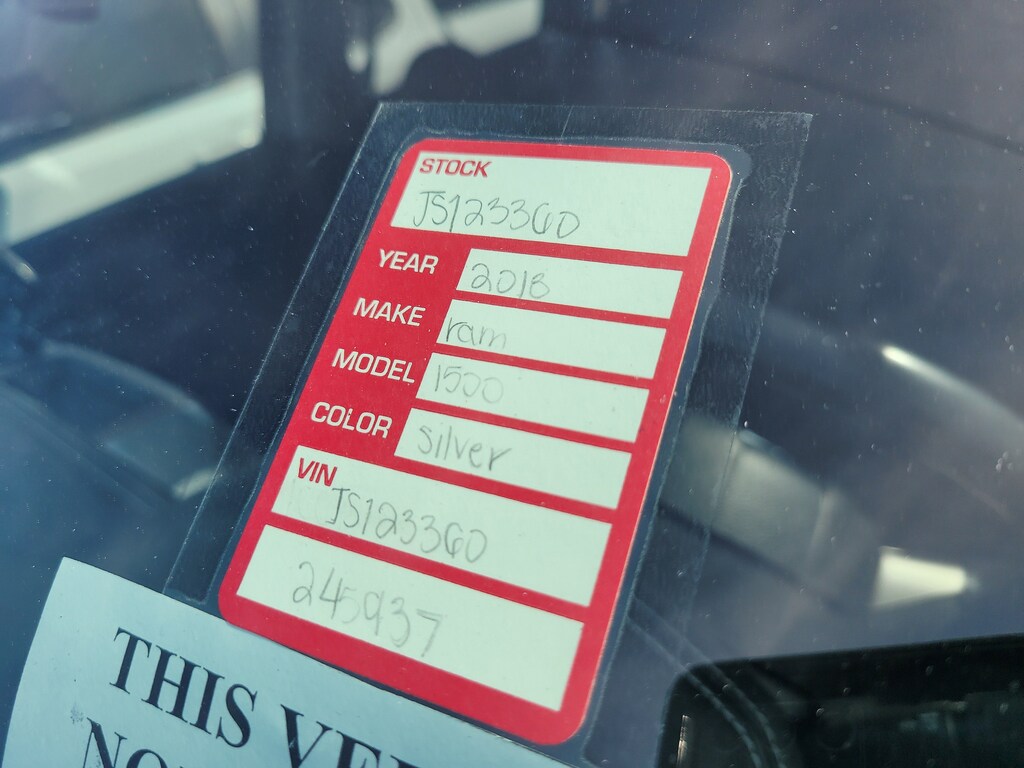 STOCK
JS123360
YEAR 2018
MAKE ram
MODEL 1500
COLOR silver
VIN
JS123360
245937
THIS